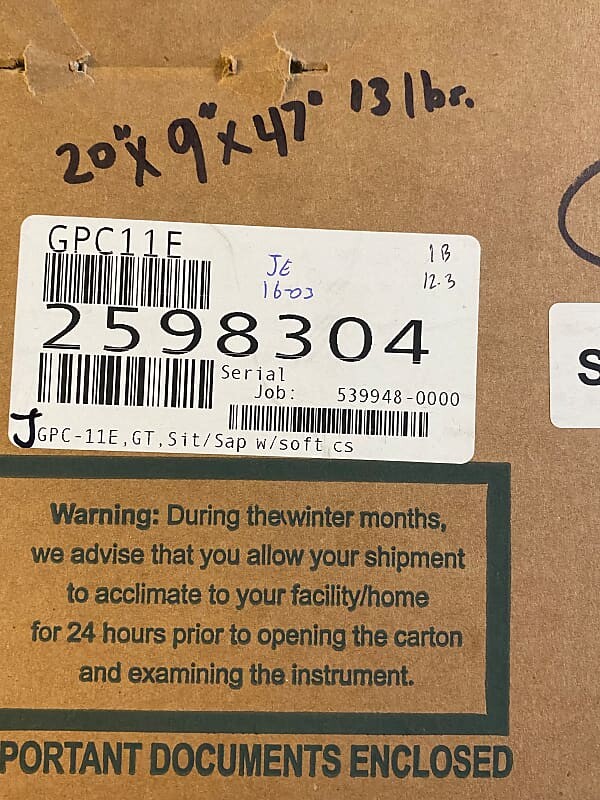 20"x 9"x 47" 13 lbs.
GPC11E
JE
16-03
1B
12.3
2598304
Serial
Job: 539948-0000
J
GPC-11E,GT,Sit/Sap w/soft cs
S
Warning: During the winter months,
we advise that you allow your shipment
to acclimate to your facility/home
for 24 hours prior to opening the carton
and examining the instrument.
PORTANT DOCUMENTS ENCLOSED